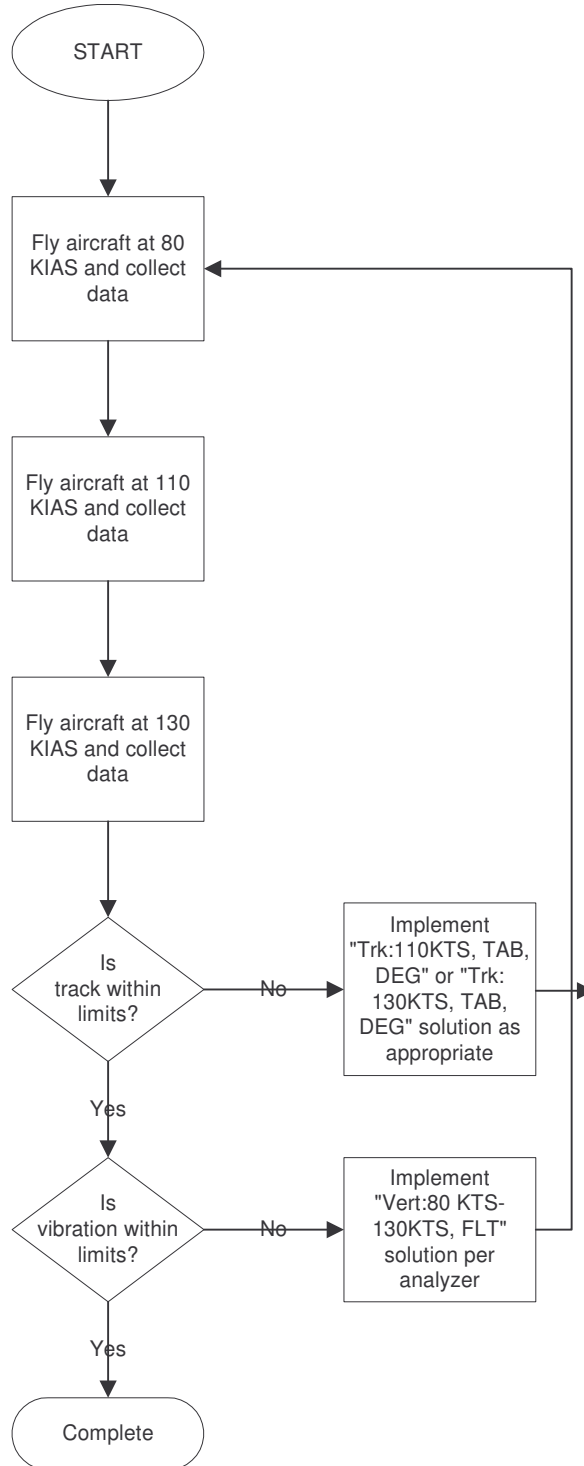 START
Fly aircraft at 80
KIAS and collect
data
Fly aircraft at 110
KIAS and collect
data
Fly aircraft at 130
KIAS and collect
data
Is
track within
limits?
No
Implement
"Trk:110KTS, TAB,
DEG" or "Trk:
130KTS, TAB,
DEG" solution as
appropriate
Yes
Is
vibration within
limits?
No
Implement
"Vert:80 KTS-
130KTS, FLT"
solution per
analyzer
Yes
Complete